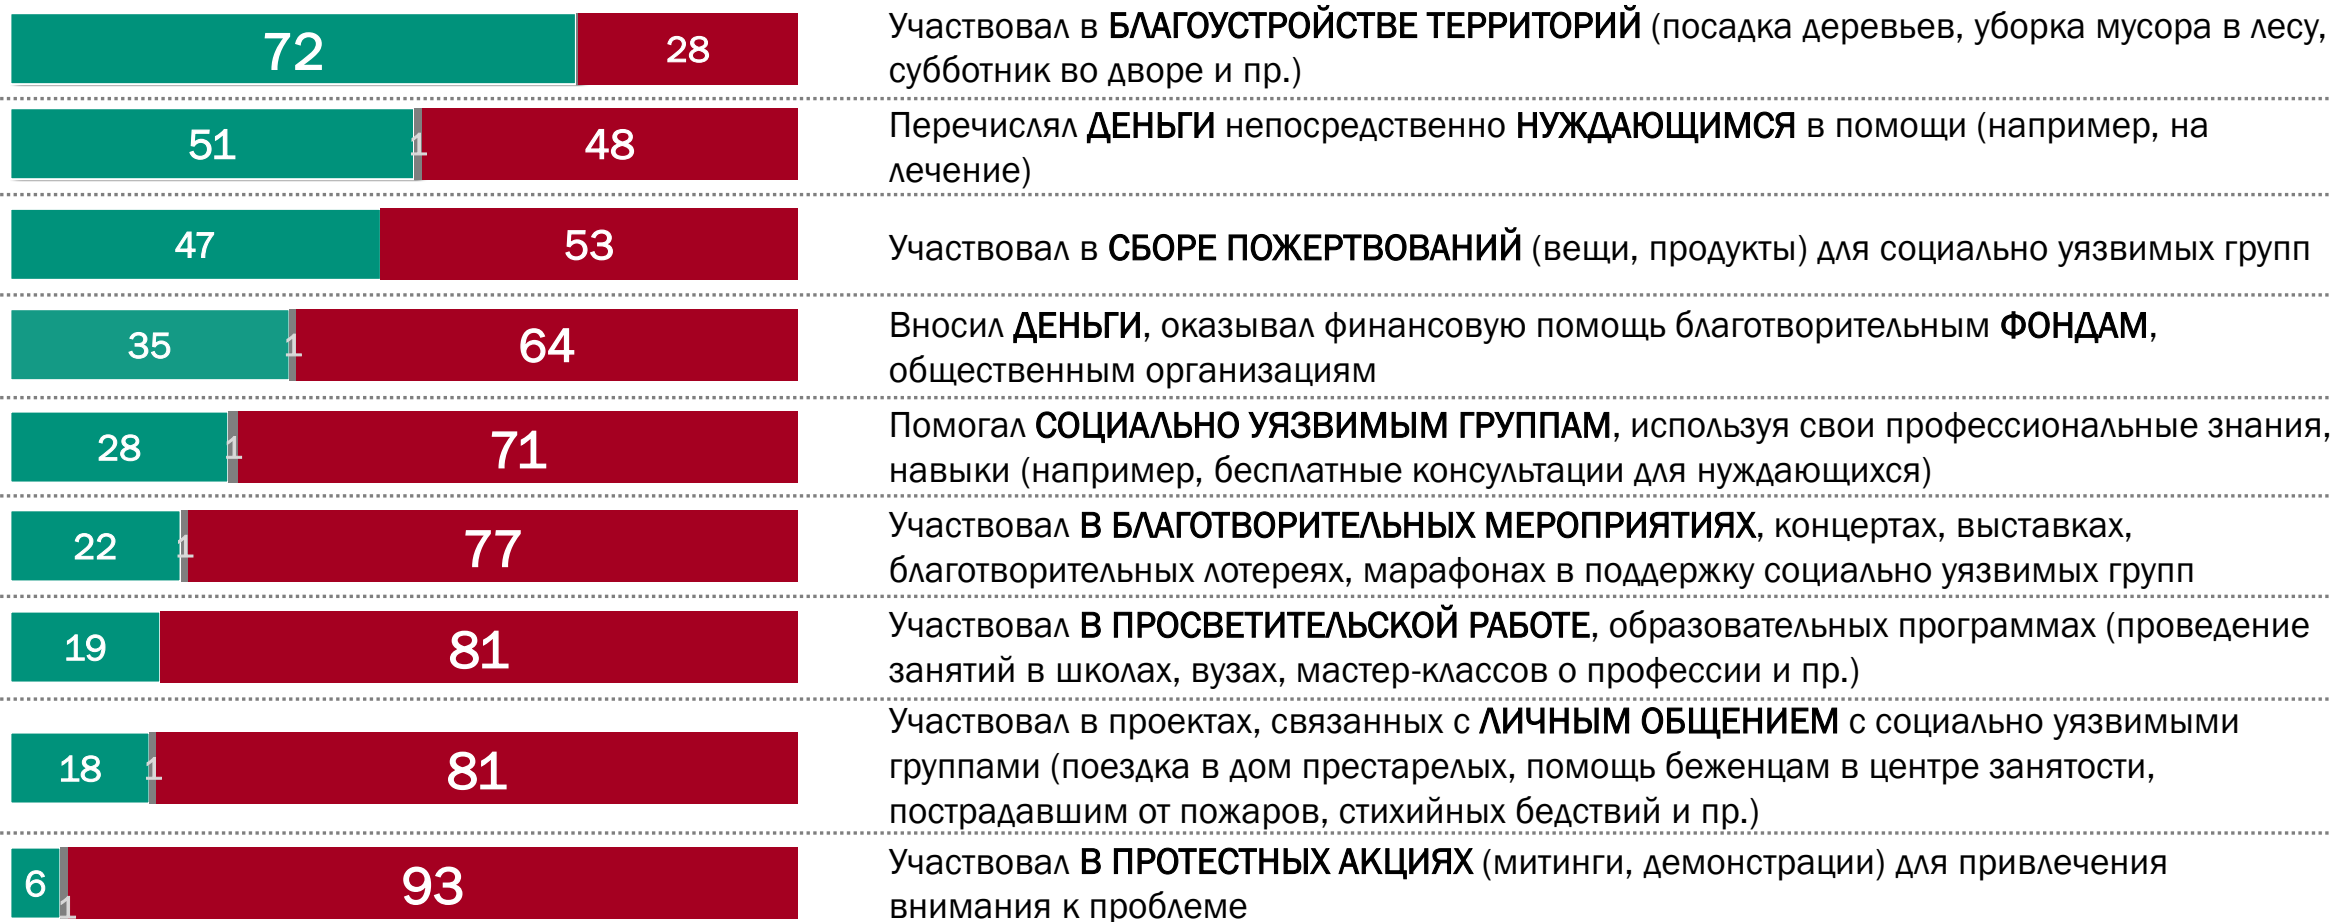 72 28
Участвовал в БЛАГОУСТРОЙСТВЕ ТЕРРИТОРИЙ (посадка деревьев, уборка мусора в лесу,
субботник во дворе и пр.)
51 1 48
Перечислял ДЕНЬГИ непосредственно НУЖДАЮЩИМСЯ в помощи (например, на
лечение)
47 53
Участвовал в СБОРЕ ПОЖЕРТВОВАНИЙ (вещи, продукты) для социально уязвимых групп
35 1 64
Вносил ДЕНЬГИ, оказывал финансовую помощь благотворительным ФОНДАМ,
общественным организациям
28 1 71
Помогал СОЦИАЛЬНО УЯЗВИМЫМ ГРУППАМ, используя свои профессиональные знания,
навыки (например, бесплатные консультации для нуждающихся)
22 1 77
Участвовал В БЛАГОТВОРИТЕЛЬНЫХ МЕРОПРИЯТИЯХ, концертах, выставках,
благотворительных лотереях, марафонах в поддержку социально уязвимых групп
19 81
Участвовал В ПРОСВЕТИТЕЛЬСКОЙ РАБОТЕ, образовательных программах (проведение
занятий в школах, вузах, мастер-классов о профессии и пр.)
18 1 81
Участвовал в проектах, связанных с ЛИЧНЫМ ОБЩЕНИЕМ с социально уязвимыми
группами (поездка в дом престарелых, помощь беженцам в центре занятости,
пострадавшим от пожаров, стихийных бедствий и пр.)
6 1 93
Участвовал В ПРОТЕСТНЫХ АКЦИЯХ (митинги, демонстрации) для привлечения
внимания к проблеме